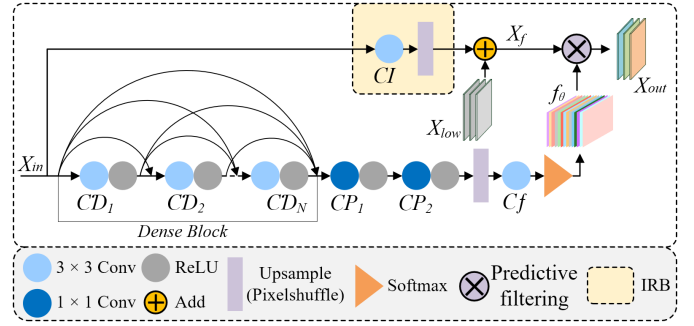 CI
X_f
X_out
X_low
f_θ
X_in
CD_1
CD_2
CD_N
CP_1
CP_2
Cf
Dense Block
3 × 3 Conv
ReLU
Upsample
(Pixelshuffle)
Softmax
Predictive
filtering
IRB
1 × 1 Conv
Add